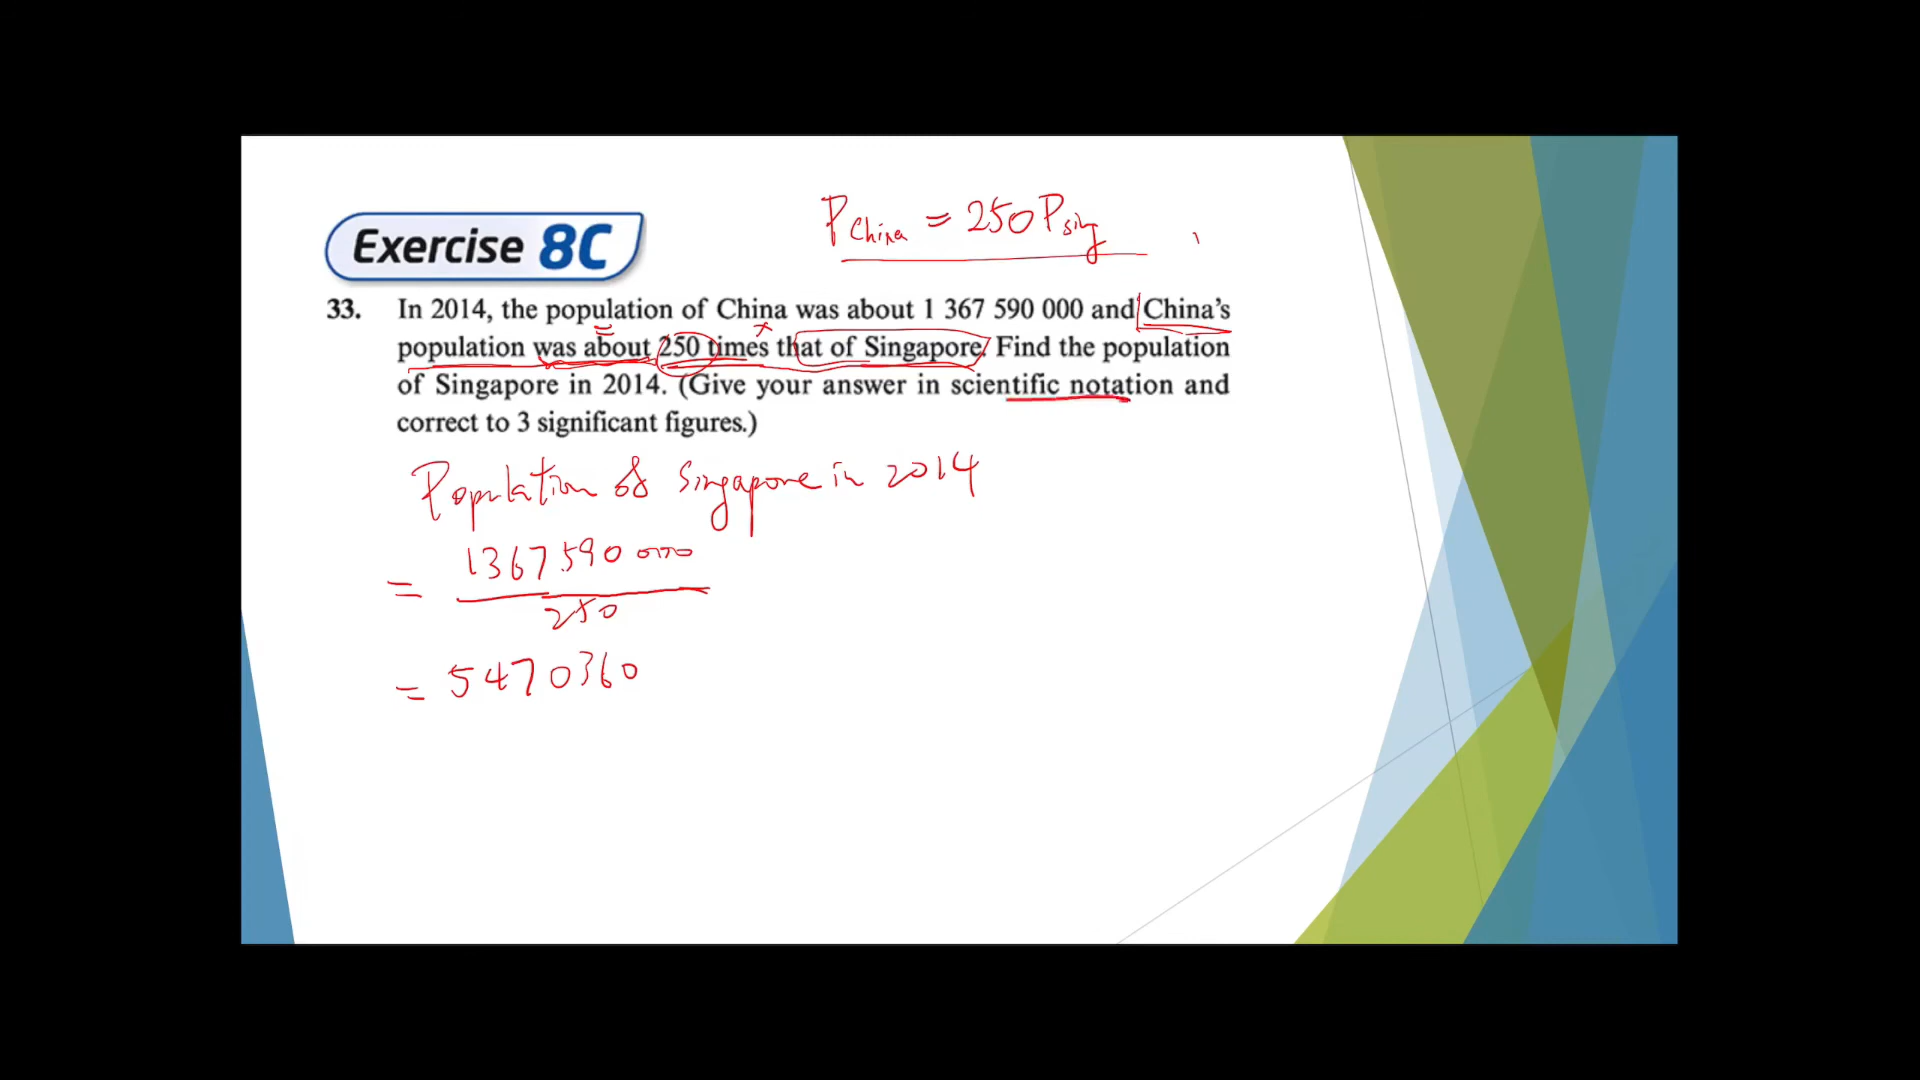 P China = 250 P sing
Exercise 8C
33. In 2014, the population of China was about 1 367 590 000 and China's
= ×
population was about 250 times that of Singapore. Find the population
of Singapore in 2014. (Give your answer in scientific notation and
correct to 3 significant figures.)
Population of Singapore in 2014
= 1367590000
250
= 5470360